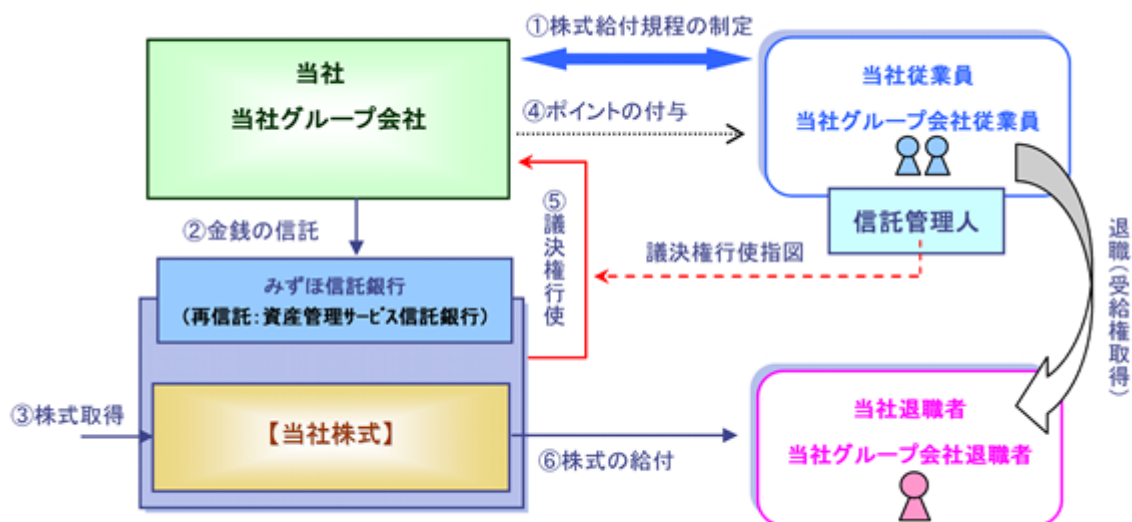 ①株式給付規程の制定
当社
当社グループ会社
当社従業員
当社グループ会社従業員
④ポイントの付与
信託管理人
②金銭の信託
⑤議決権行使
議決権行使指図
退職(受給権取得)
みずほ信託銀行
(再信託:資産管理サービス信託銀行)
③株式取得
【当社株式】
⑥株式の給付
当社退職者
当社グループ会社退職者